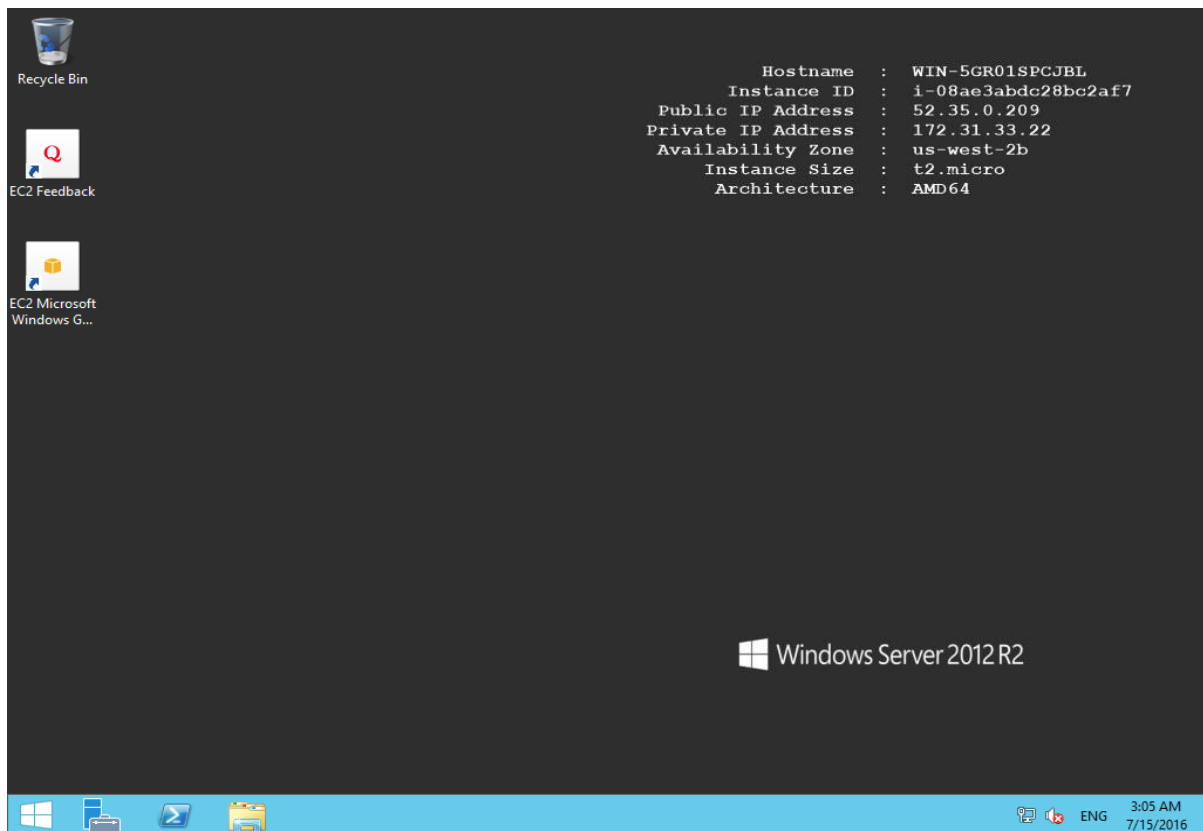 Recycle Bin
Q
EC2 Feedback
EC2 Microsoft
Windows G...
Hostname : WIN-5GR01SPCJBL
Instance ID : i-08ae3abdc28bc2af7
Public IP Address : 52.35.0.209
Private IP Address : 172.31.33.22
Availability Zone : us-west-2b
Instance Size : t2.micro
Architecture : AMD64
Windows Server 2012 R2
ENG
3:05 AM
7/15/2016